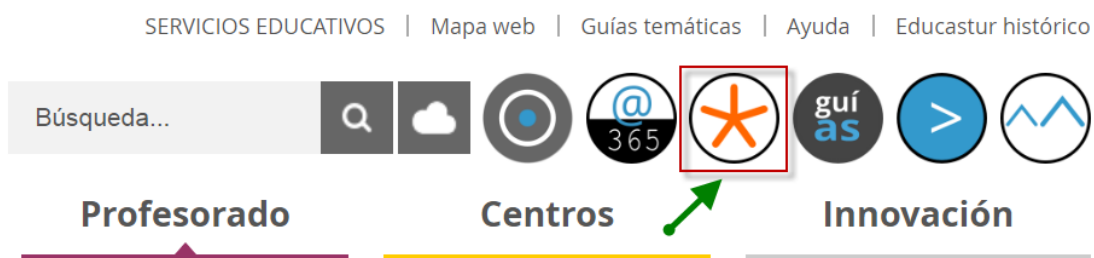 SERVICIOS EDUCATIVOS | Mapa web | Guías temáticas | Ayuda | Educastur histórico
Búsqueda... @ 365 guí as >
Profesorado Centros Innovación